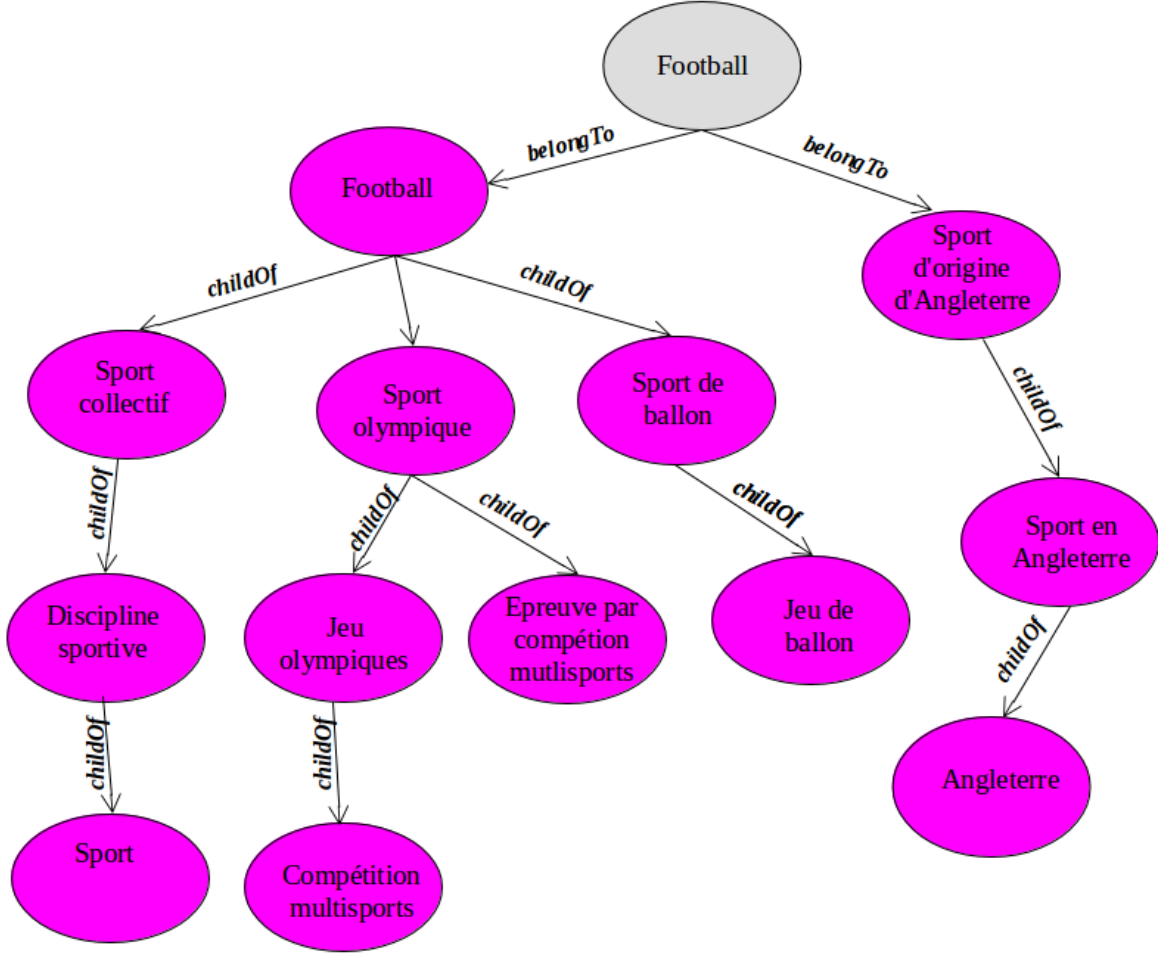 Football
belongTo
belongTo
Football
Sport
d'origine
d'Angleterre
childOf
childOf
Sport
collectif
Sport
olympique
Sport de
ballon
childOf
childOf
childOf
childOf
childOf
Sport en
Angleterre
Discipline
sportive
Jeu
olympiques
Epreuve par
compétion
mutlisports
Jeu de
ballon
childOf
childOf
childOf
Sport
Compétition
multisports
Angleterre